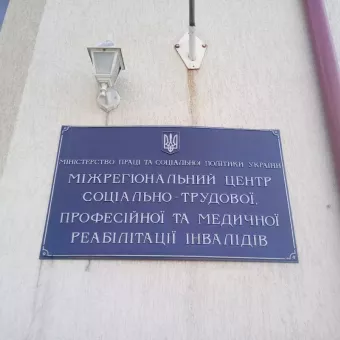 МІНІСТЕРСТВО ПРАЦІ ТА СОЦІАЛЬНОЇ ПОЛІТИКИ УКРАЇНИ
МІЖРЕГІОНАЛЬНИЙ ЦЕНТР
СОЦІАЛЬНО-ТРУДОВОЇ,
ПРОФЕСІЙНОЇ ТА МЕДИЧНОЇ
РЕАБІЛІТАЦІЇ ІНВАЛІДІВ